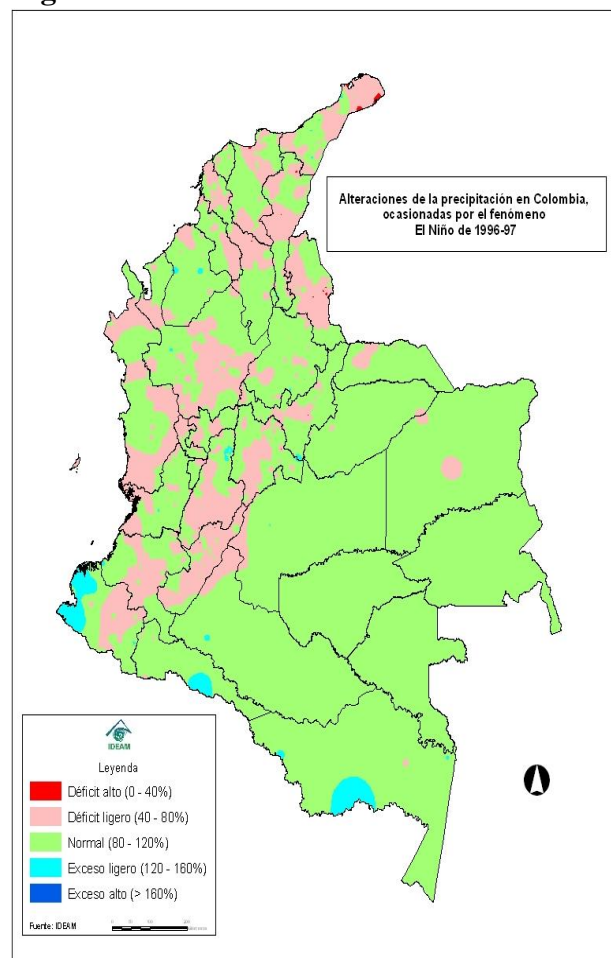 Alteraciones de la precipitación en Colombia,
ocasionadas por el fenómeno
El Niño de 1996-97
IDEAM
Leyenda
Déficit alto (0 - 40%)
Déficit ligero (40 - 80%)
Normal (80 - 120%)
Exceso ligero (120 - 160%)
Exceso alto (> 160%)
Fuente: IDEAM